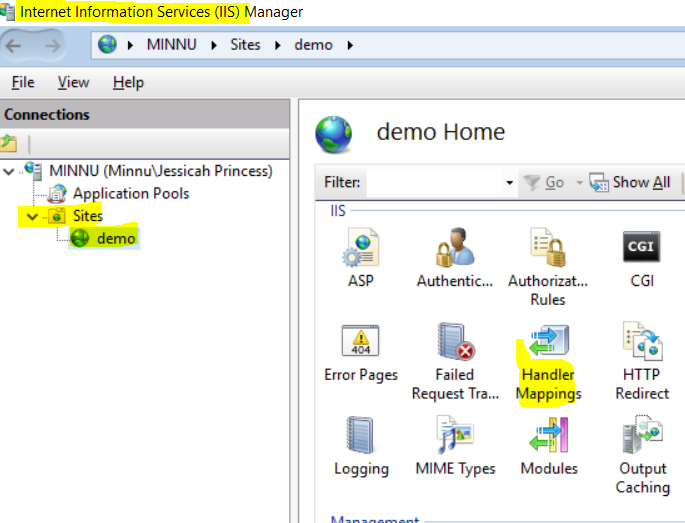 Internet Information Services (IIS) Manager
MINNU Sites demo
File View Help
Connections
MINNU (Minnu\Jessicah Princess)
Application Pools
Sites
demo
demo Home
Filter: Go Show All
IIS
ASP
Authentic...
Authorizat...
Rules
CGI
CGI
404
Error Pages
Failed
Request Tra...
Handler
Mappings
HTTP
Redirect
Logging
MIME Types
Modules
Output
Caching
Management